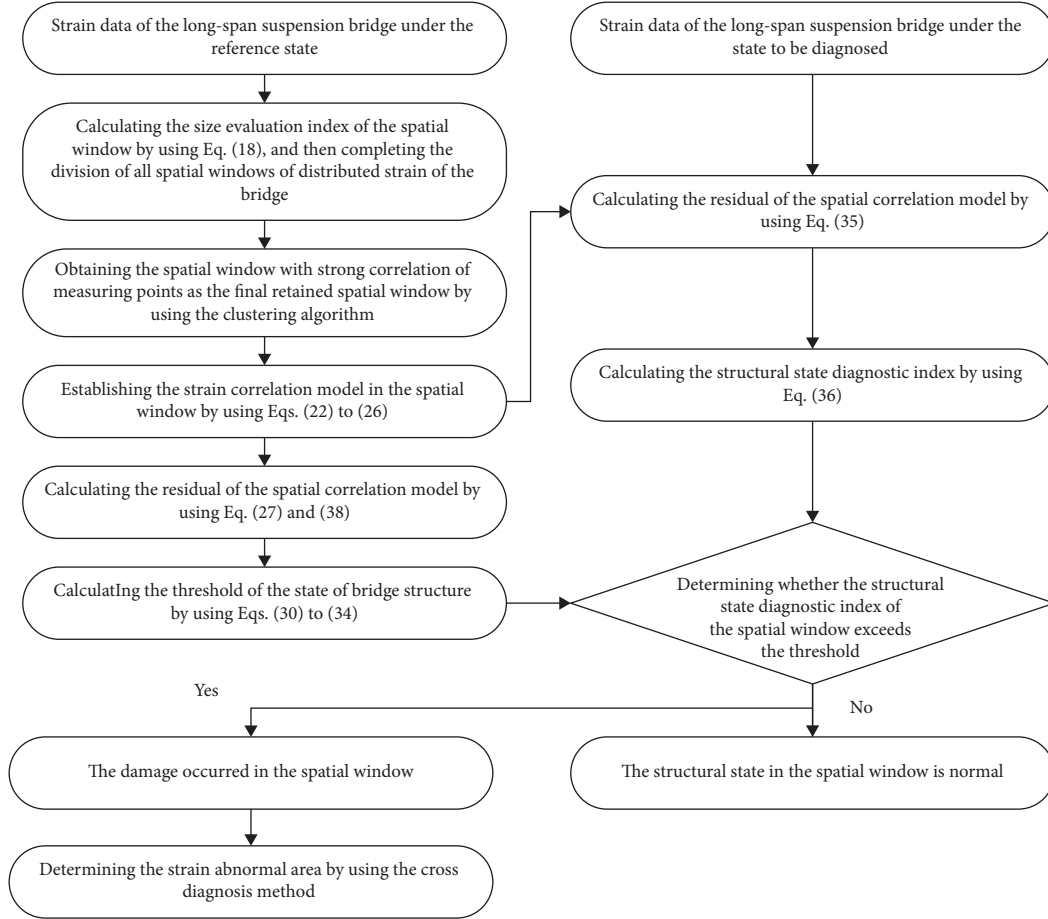 Strain data of the long-span suspension bridge under the
reference state
Strain data of the long-span suspension bridge under the
state to be diagnosed
Calculating the size evaluation index of the spatial
window by using Eq. (18), and then completing the
division of all spatial windows of distributed strain of the
bridge
Calculating the residual of the spatial correlation model by
using Eq. (35)
Obtaining the spatial window with strong correlation of
measuring points as the final retained spatial window by
using the clustering algorithm
Establishing the strain correlation model in the spatial
window by using Eqs. (22) to (26)
Calculating the structural state diagnostic index by using
Eq. (36)
Calculating the residual of the spatial correlation model by
using Eq. (27) and (38)
CalculatIng the threshold of the state of bridge structure
by using Eqs. (30) to (34)
Determining whether the structural
state diagnostic index of
the spatial window exceeds
the threshold
Yes
No
The damage occurred in the spatial window
The structural state in the spatial window is normal
Determining the strain abnormal area by using the cross
diagnosis method